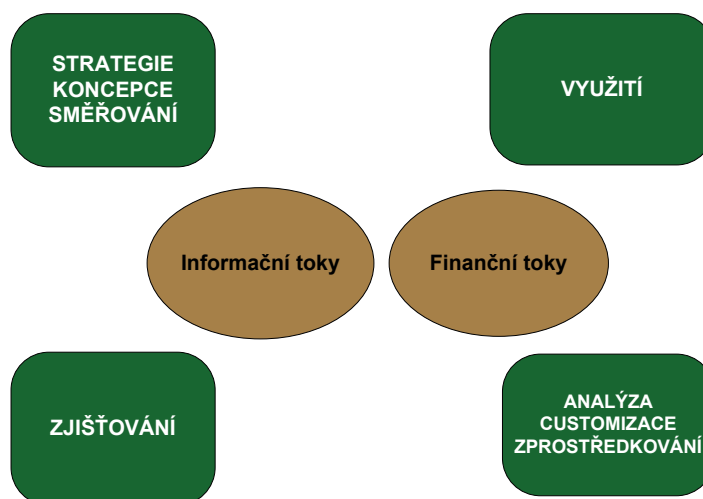 STRATEGIE
KONCEPCE
SMĚŘOVÁNÍ
VYUŽITÍ
Informační toky
Finanční toky
ZJIŠŤOVÁNÍ
ANALÝZA
CUSTOMIZACE
ZPROSTŘEDKOVÁNÍ